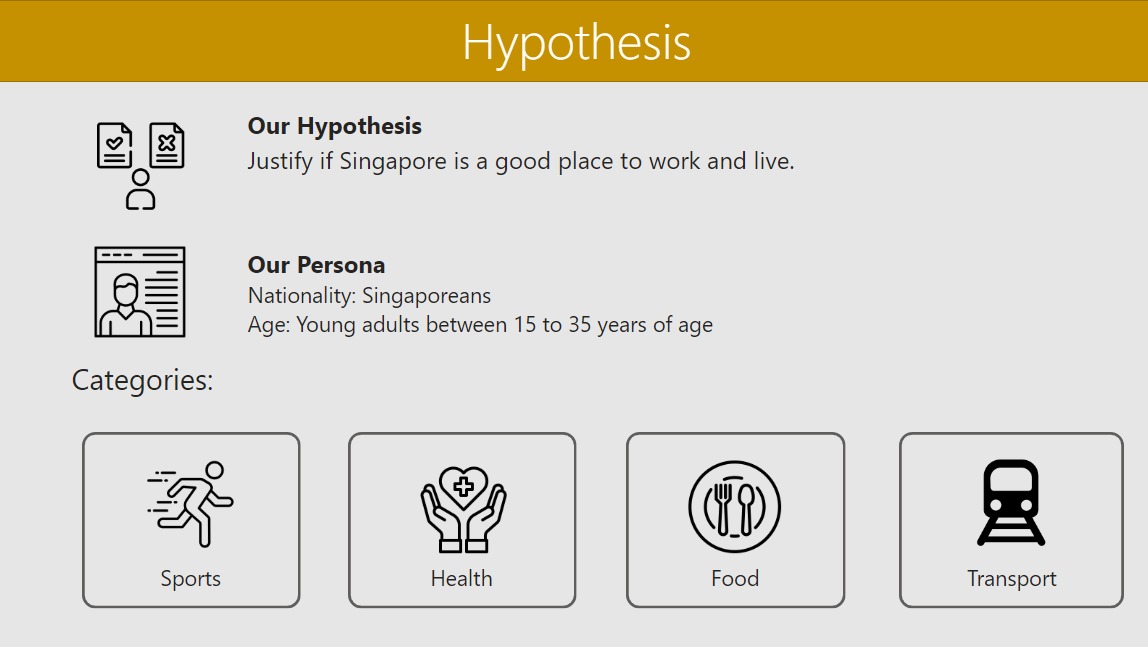 Hypothesis
Our Hypothesis
Justify if Singapore is a good place to work and live.
Our Persona
Nationality: Singaporeans
Age: Young adults between 15 to 35 years of age
Categories:
Sports
Health
Food
Transport